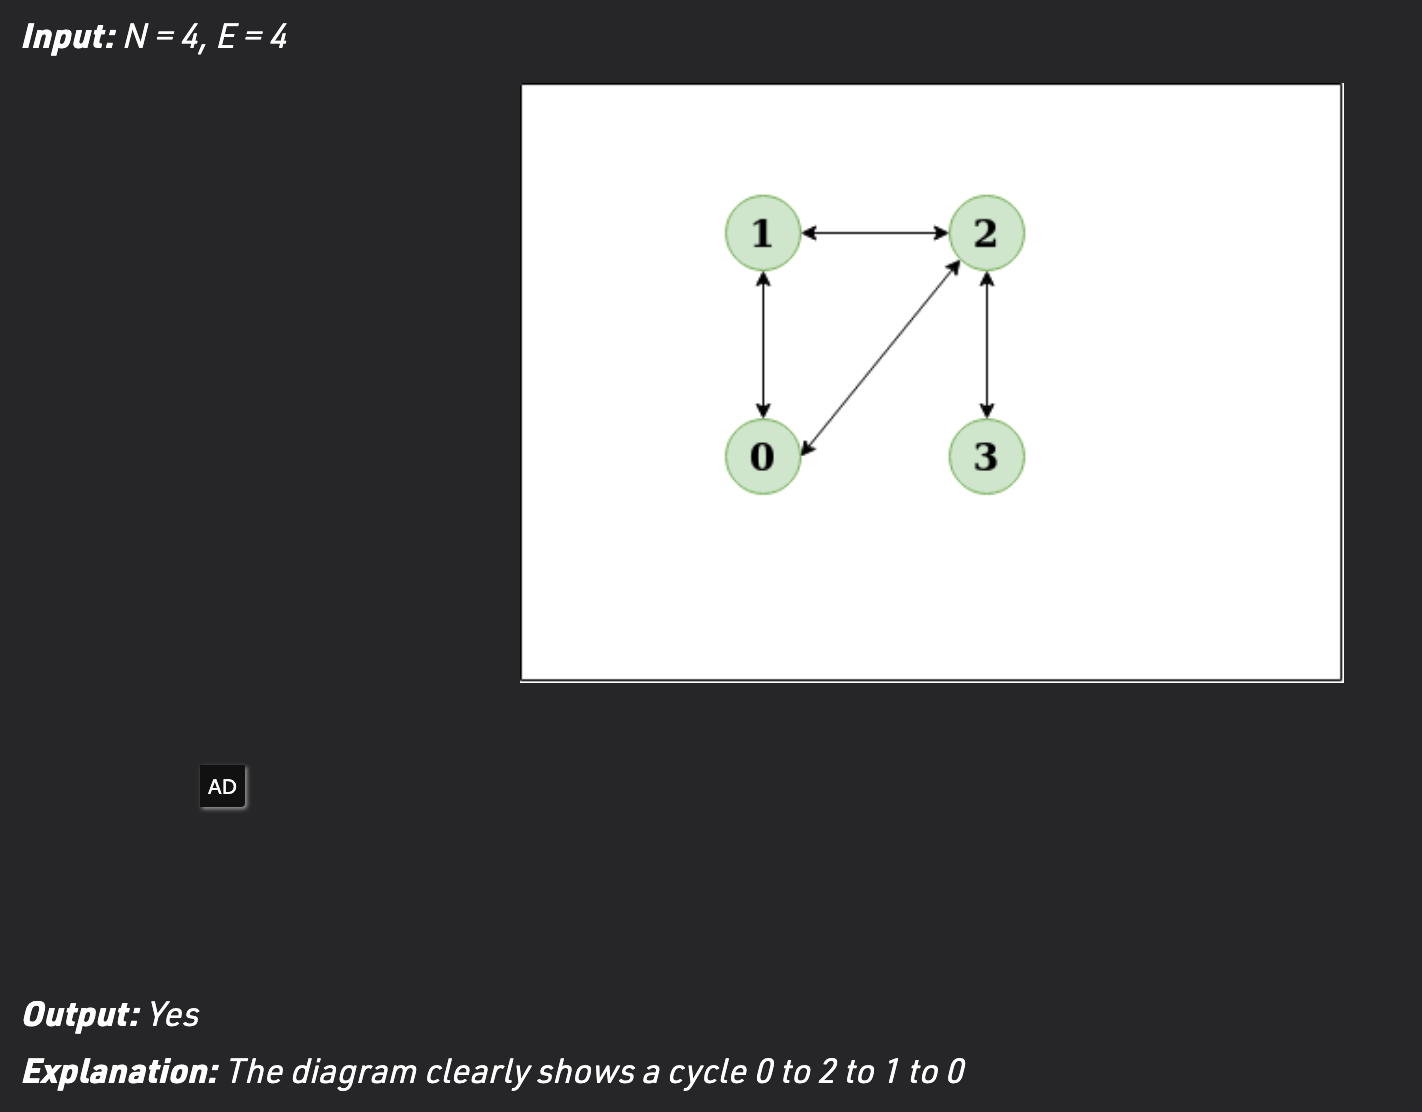 Input: N = 4, E = 4
1 2
0 3
AD
Output: Yes
Explanation: The diagram clearly shows a cycle 0 to 2 to 1 to 0